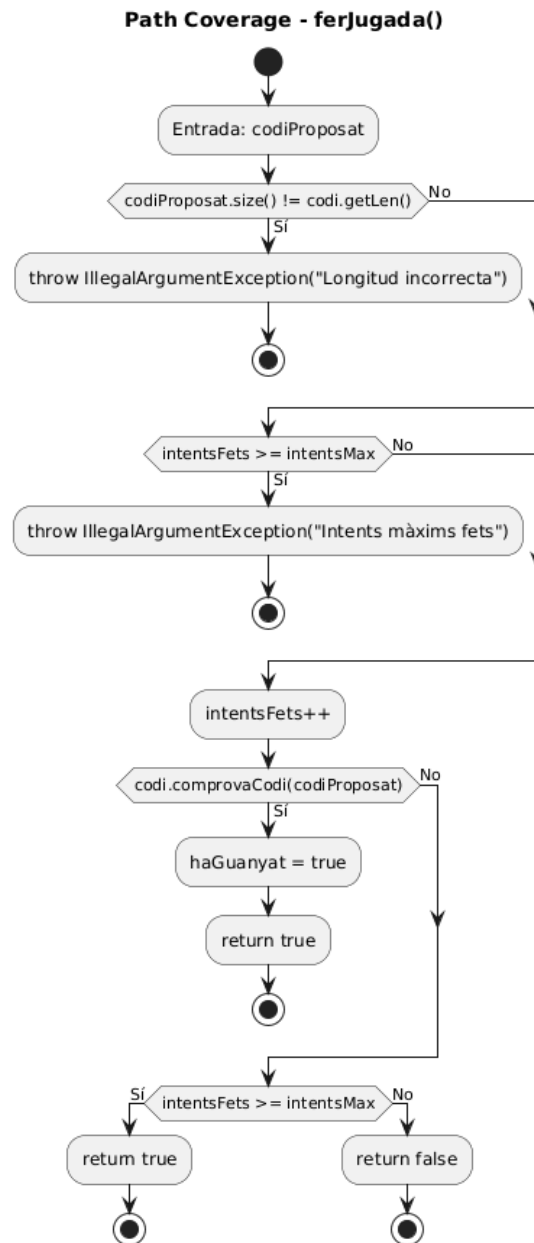 Path Coverage - ferJugada()
Entrada: codiProposat
codiProposat.size() != codi.getLen()
No
Sí
throw IllegalArgumentException("Longitud incorrecta")
intentsFets >= intentsMax
No
Sí
throw IllegalArgumentException("Intents màxims fets")
intentsFets++
codi.comprovaCodi(codiProposat)
No
Sí
haGuanyat = true
return true
Sí
intentsFets >= intentsMax
No
return true
return false